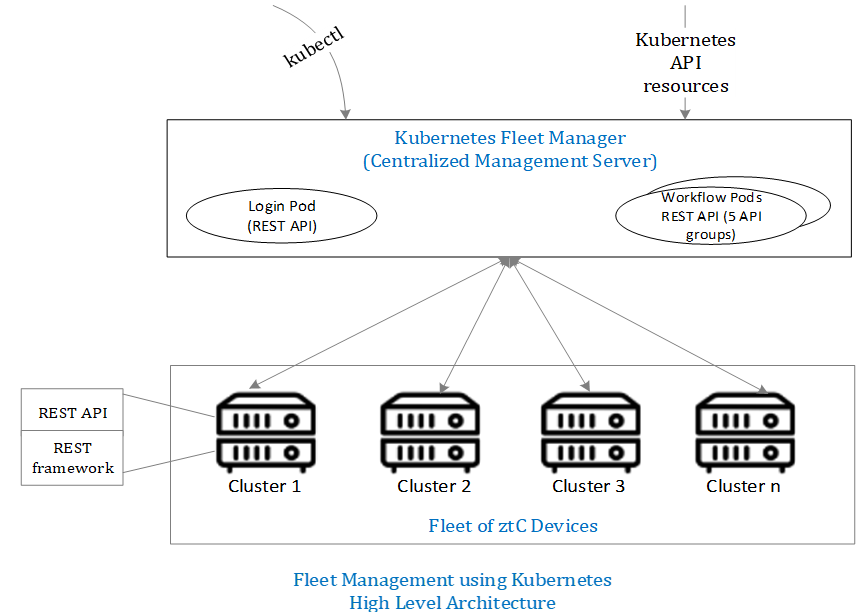 kubectl
Kubernetes
API
resources
Kubernetes Fleet Manager
(Centralized Management Server)
Login Pod
(REST API)
Workflow Pods
REST API (5 API
groups)
REST API
REST
framework
Cluster 1
Cluster 2
Cluster 3
Cluster n
Fleet of ztC Devices
Fleet Management using Kubernetes
High Level Architecture